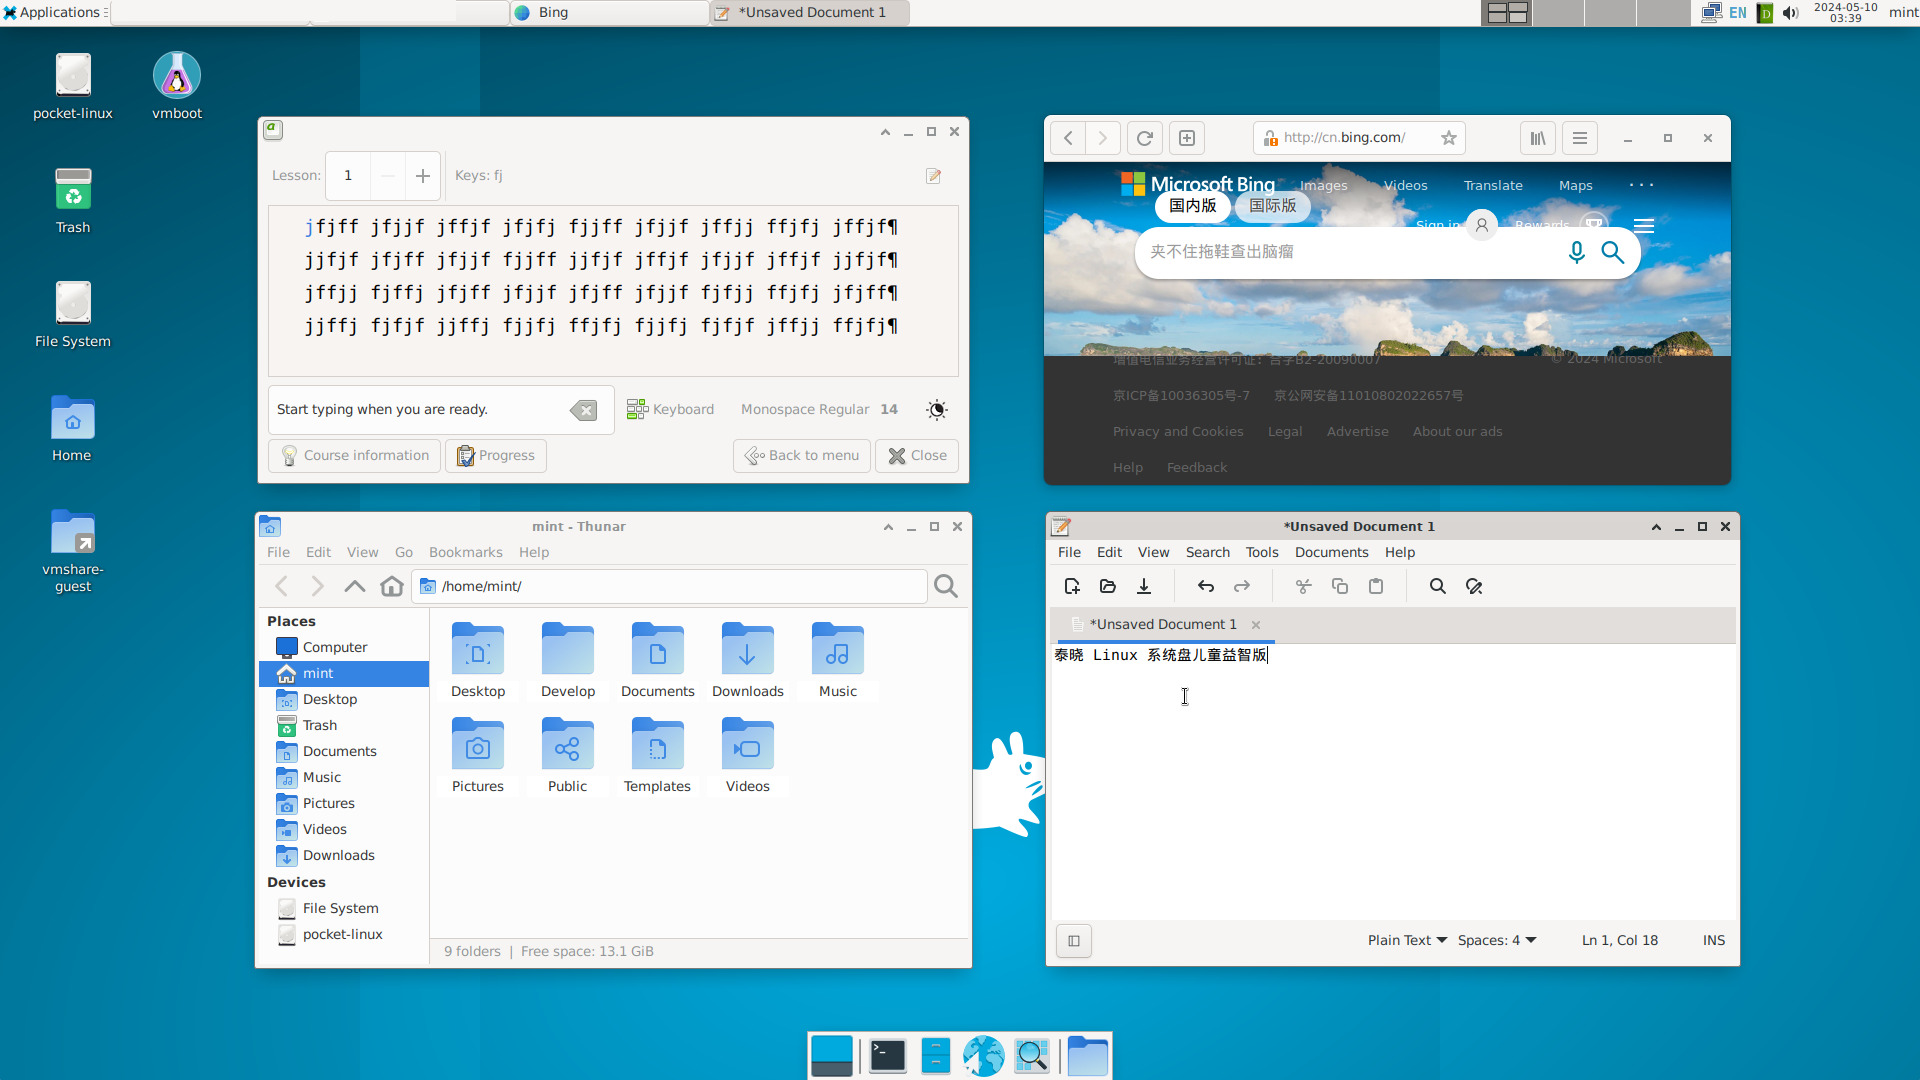 Applications
Bing
*Unsaved Document 1
EN
2024-05-10
03:39
mint
pocket-linux
vmboot
Trash
File System
Home
vmshare-
guest
Lesson: 1 Keys: fj
jfjff jfjjf jffjf jfjfj fjjff jfjjf jffjj ffjfj jffjf¶
jjfjf jfjff jfjjf fjjff jjfjf jffjf jfjjf jffjf jjfjf¶
jffjj fjffj jfjff jfjjf jfjff jfjjf fjfjj ffjfj jfjff¶
jjffj fjfjf jjffj fjjfj ffjfj fjjfj fjfjf jffjj ffjfj¶
Start typing when you are ready.
Keyboard
Monospace Regular 14
Course information
Progress
Back to menu
Close
http://cn.bing.com/
Microsoft Bing
Images
Videos
Translate
Maps
国内版
国际版
Sign in
Rewards
夹不住拖鞋查出脑瘤
增值电信业务经营许可证：合字B2-20090007
© 2024 Microsoft
京ICP备10036305号-7
京公网安备11010802022657号
Privacy and Cookies
Legal
Advertise
About our ads
Help
Feedback
mint - Thunar
File Edit View Go Bookmarks Help
/home/mint/
Places
Computer
mint
Desktop
Trash
Documents
Music
Pictures
Videos
Downloads
Devices
File System
pocket-linux
Desktop
Develop
Documents
Downloads
Music
Pictures
Public
Templates
Videos
9 folders | Free space: 13.1 GiB
*Unsaved Document 1
File Edit View Search Tools Documents Help
*Unsaved Document 1
泰晓 Linux 系统盘儿童益智版
Plain Text
Spaces: 4
Ln 1, Col 18
INS